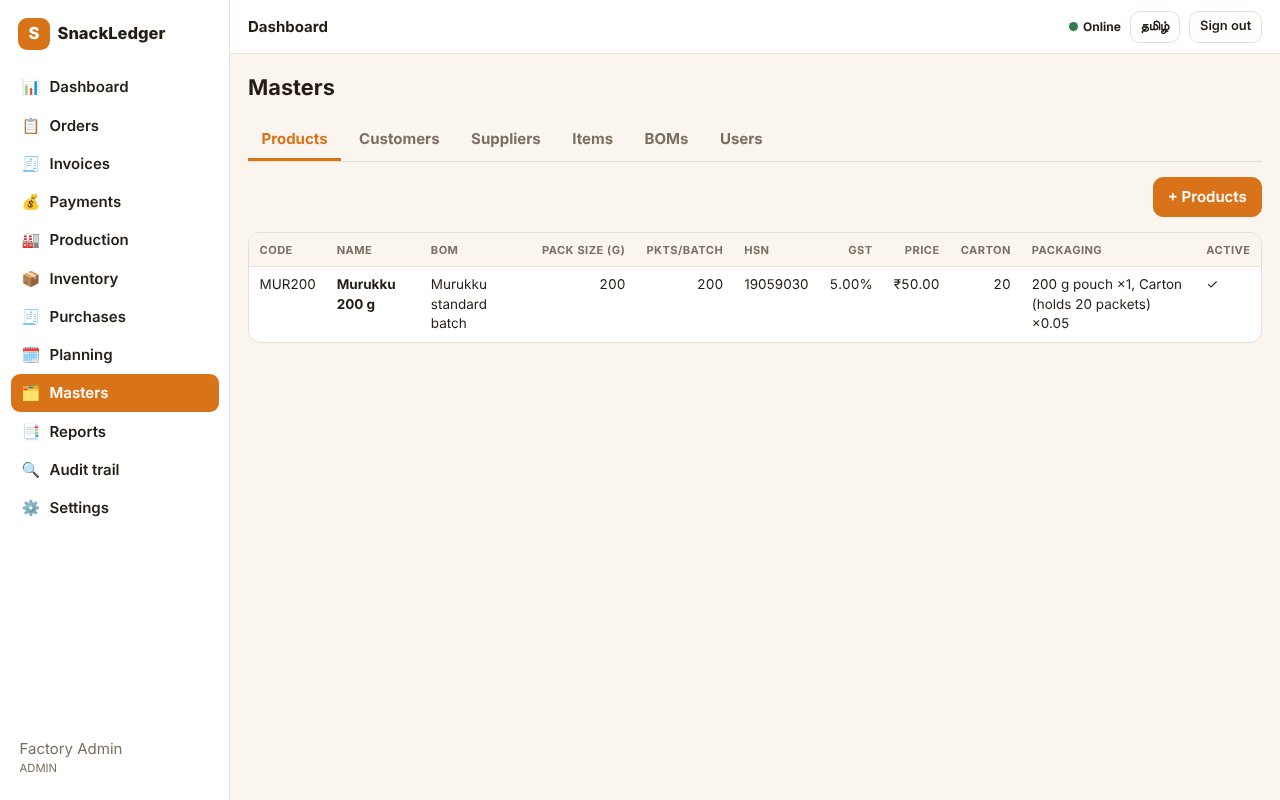 S SnackLedger
Dashboard
Orders
Invoices
Payments
Production
Inventory
Purchases
Planning
Masters
Reports
Audit trail
Settings
Factory Admin
ADMIN
Dashboard
Online
தமிழ்
Sign out
Masters
Products Customers Suppliers Items BOMs Users
+ Products
CODE NAME BOM PACK SIZE (G) PKTS/BATCH HSN GST PRICE CARTON PACKAGING ACTIVE
MUR200 Murukku Murukku 200 200 19059030 5.00% ₹50.00 20 200 g pouch ×1, Carton ✓
200 g standard (holds 20 packets)
batch ×0.05